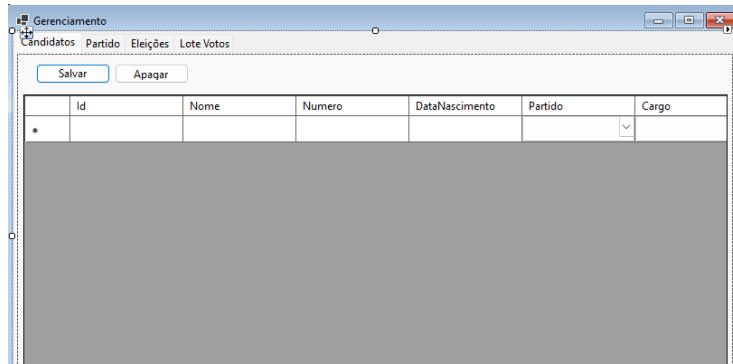 Gerenciamento
Candidatos Partido Eleições Lote Votos
Salvar Apagar
Id Nome Numero DataNascimento Partido Cargo